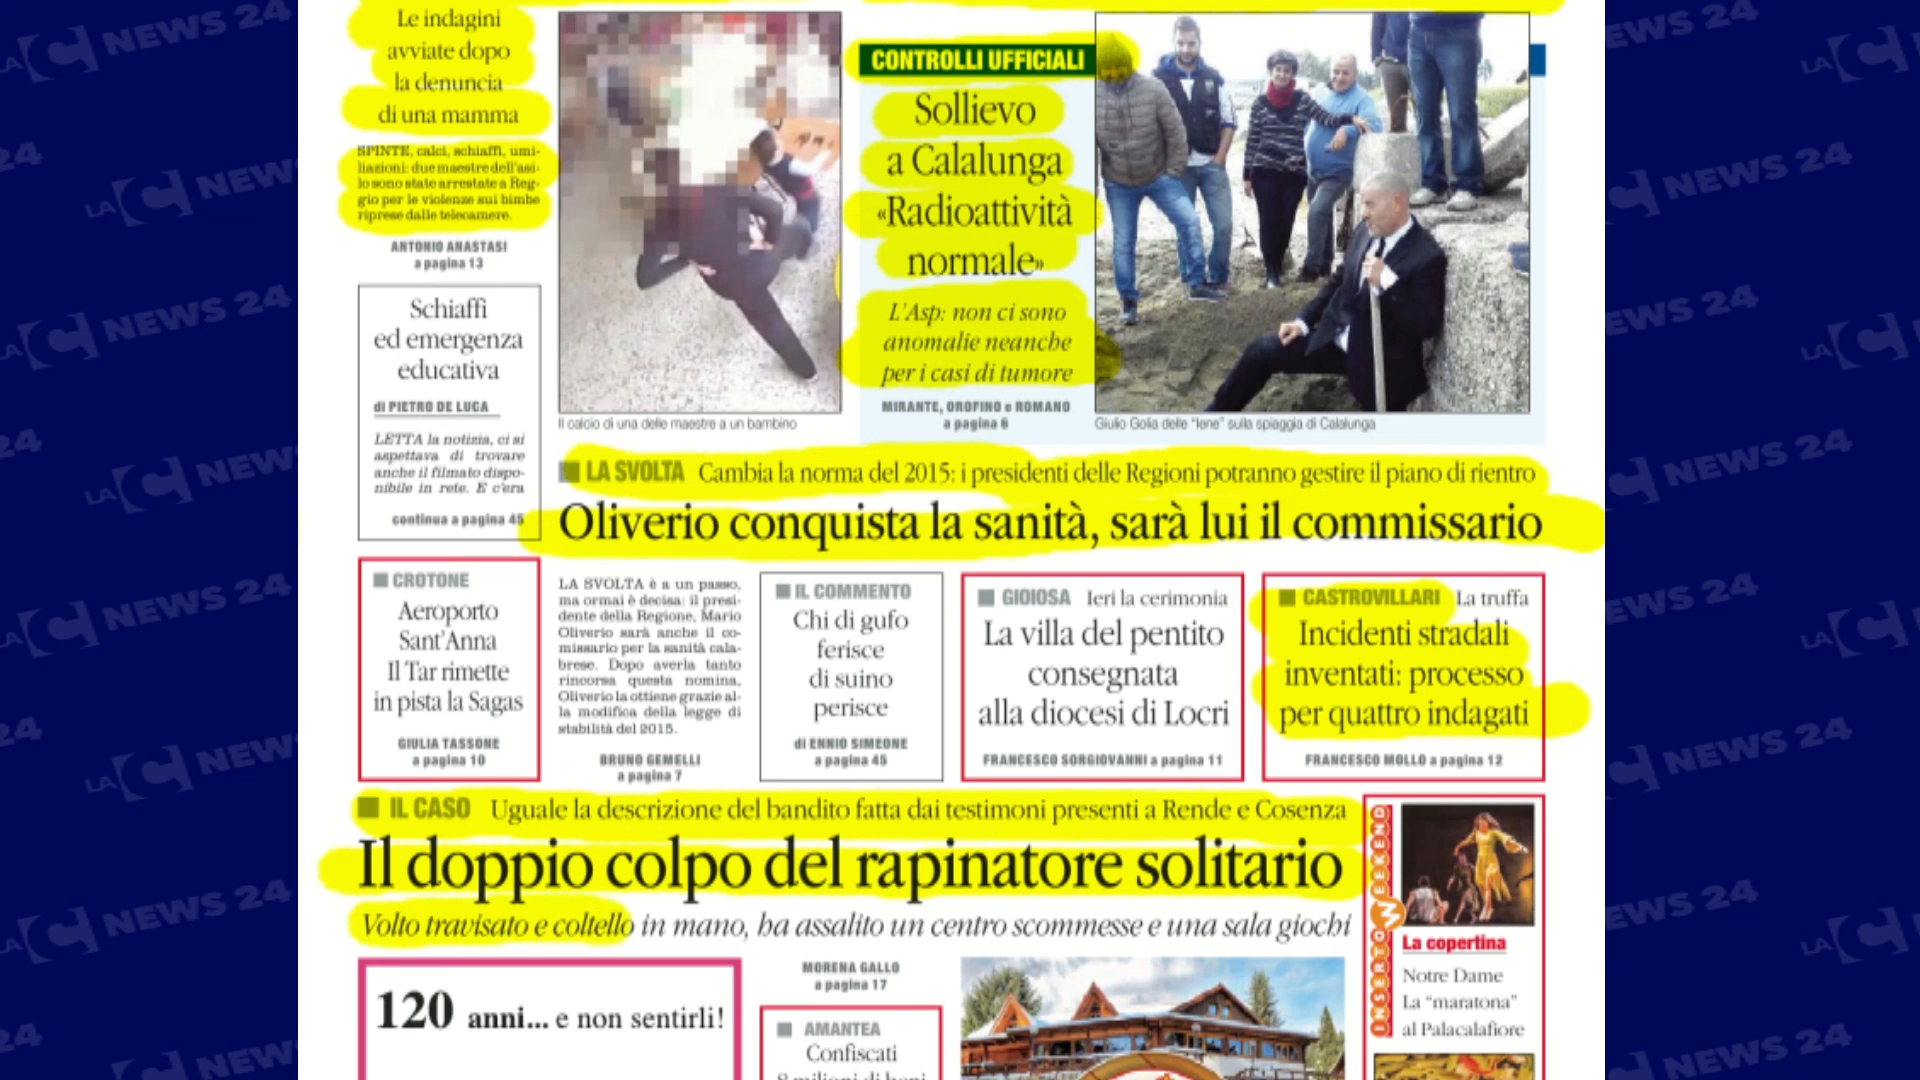 Le indagini
avviate dopo
la denuncia
di una mamma
SPINTE, calci, schiaffi, umi-
liazioni: due maestre dell'asi-
lo sono state arrestate a Reg-
gio per le violenze sui bimbe
riprese dalle telecamere.
ANTONIO ANASTASI
a pagina 13
Schiaffi
ed emergenza
educativa
di PIETRO DE LUCA
LETTA la notizia, ci si
aspettava di trovare
anche il filmato dispo-
nibile in rete. E c'era
continua a pagina 45
Il calcio di una delle maestre a un bambino
CONTROLLI UFFICIALI
Sollievo
a Calalunga
«Radioattività
normale»
L'Asp: non ci sono
anomalie neanche
per i casi di tumore
MIRANTE, OROFINO e ROMANO
a pagina 6
Giulio Golia delle "Iene" sulla spiaggia di Calalunga
LA SVOLTA Cambia la norma del 2015: i presidenti delle Regioni potranno gestire il piano di rientro
Oliverio conquista la sanità, sarà lui il commissario
CROTONE
Aeroporto
Sant'Anna
Il Tar rimette
in pista la Sagas
GIULIA TASSONE
a pagina 10
LA SVOLTA è a un passo,
ma ormai è decisa: il presi-
dente della Regione, Mario
Oliverio sarà anche il co-
missario per la sanità cala-
brese. Dopo averla tanto
rincorsa questa nomina,
Oliverio la ottiene grazie al-
la modifica della legge di
stabilità del 2015.
BRUNO GEMELLI
a pagina 7
IL COMMENTO
Chi di gufo
ferisce
di suino
perisce
di ENNIO SIMEONE
a pagina 45
GIOIOSA Ieri la cerimonia
La villa del pentito
consegnata
alla diocesi di Locri
FRANCESCO SORGIOVANNI a pagina 11
CASTROVILLARI La truffa
Incidenti stradali
inventati: processo
per quattro indagati
FRANCESCO MOLLO a pagina 12
IL CASO Uguale la descrizione del bandito fatta dai testimoni presenti a Rende e Cosenza
Il doppio colpo del rapinatore solitario
Volto travisato e coltello in mano, ha assalito un centro scommesse e una sala giochi
MORENA GALLO
a pagina 17
120 anni... e non sentirli!
AMANTEA
Confiscati
8 milioni di beni
INSERTO WEEKEND
La copertina
Notre Dame
La "maratona"
al Palacalafiore
LAC NEWS 24